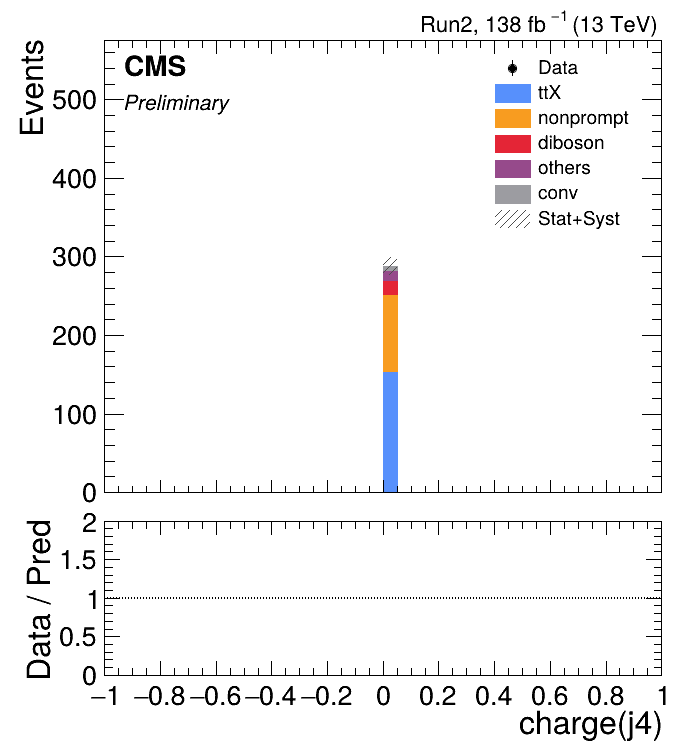 Run2, 138 fb⁻¹ (13 TeV)
Events
CMS
Preliminary
Data
ttX
nonprompt
diboson
others
conv
Stat+Syst
500
400
300
200
100
0
Data / Pred
2
1.5
1
0.5
0
−1 −0.8 −0.6 −0.4 −0.2 0 0.2 0.4 0.6 0.8 1
charge(j4)